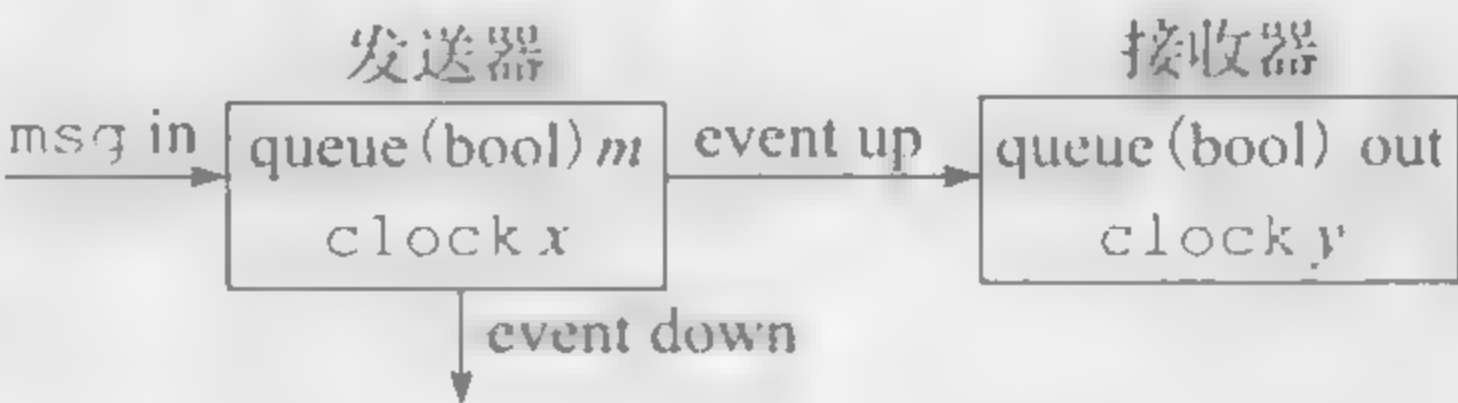 发送器
接收器
msg in
queue(bool) m
clock x
event up
queue(bool) out
clock y
event down